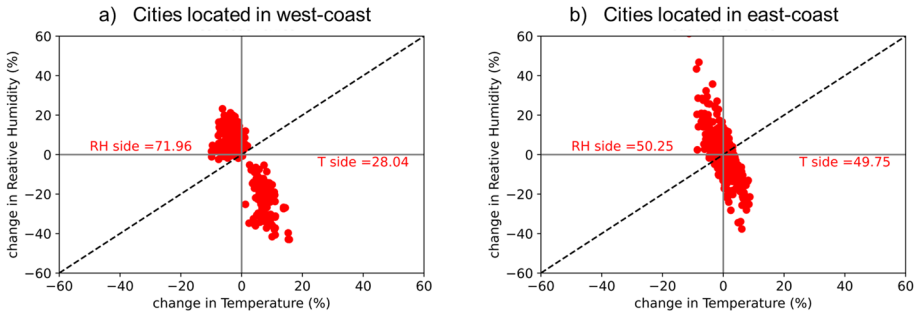 a) Cities located in west-coast
60
40
20
0
−20
−40
−60
−60 −40 −20 0 20 40 60
change in Reative Humidity (%)
change in Temperature (%)
RH side =71.96
T side =28.04
b) Cities located in east-coast
60
40
20
0
−20
−40
−60
−60 −40 −20 0 20 40 60
change in Reative Humidity (%)
change in Temperature (%)
RH side =50.25
T side =49.75